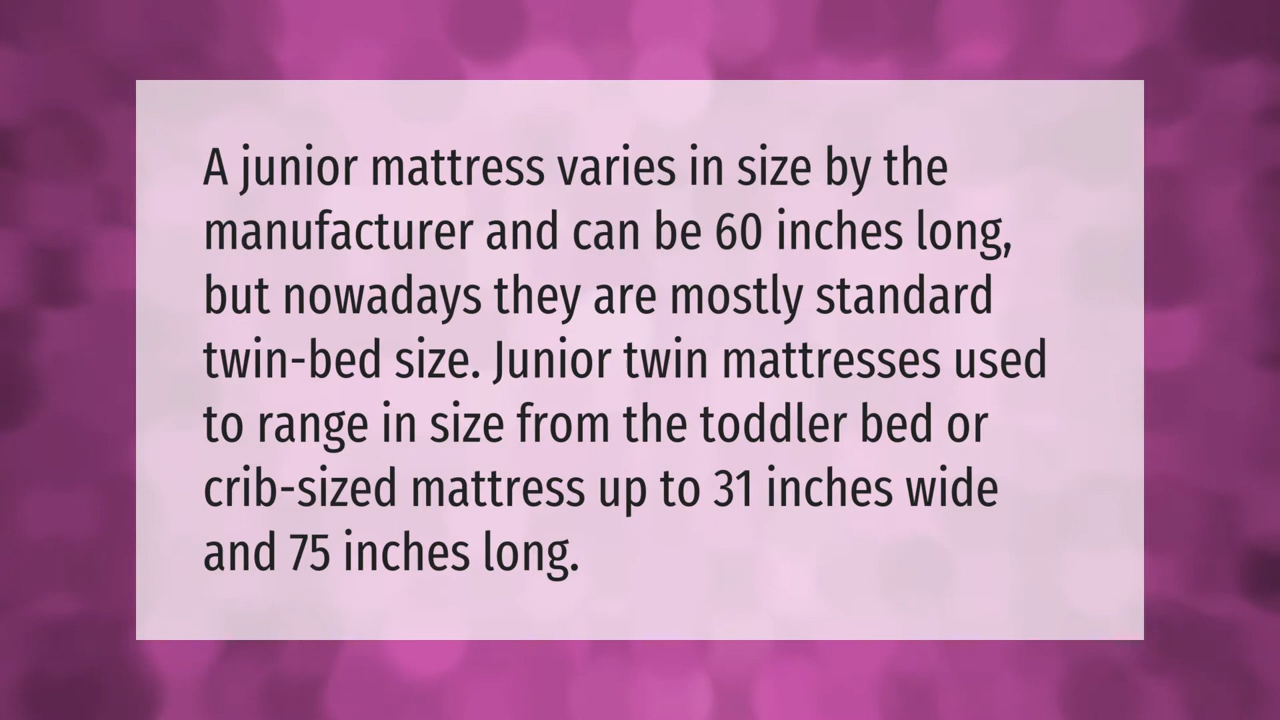 A junior mattress varies in size by the
manufacturer and can be 60 inches long,
but nowadays they are mostly standard
twin-bed size. Junior twin mattresses used
to range in size from the toddler bed or
crib-sized mattress up to 31 inches wide
and 75 inches long.